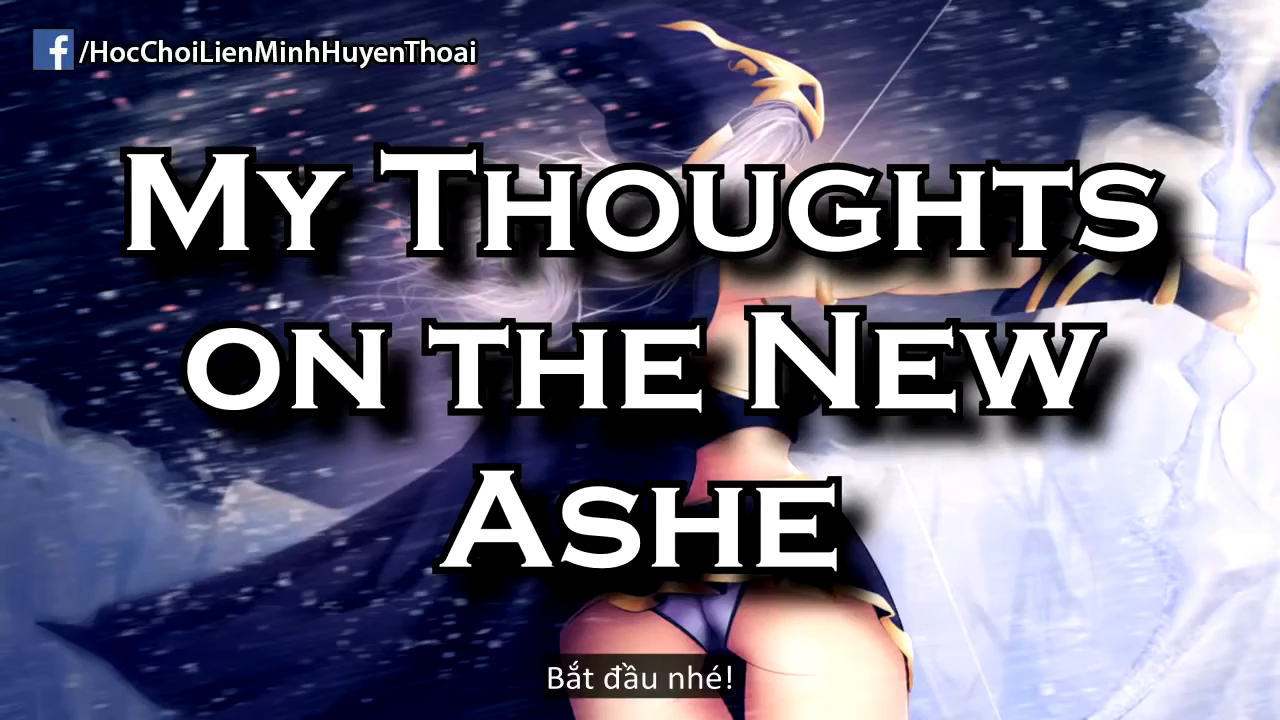 f /HocChoiLienMinhHuyenThoai
MY THOUGHTS
ON THE NEW
ASHE
Bắt đầu nhé!